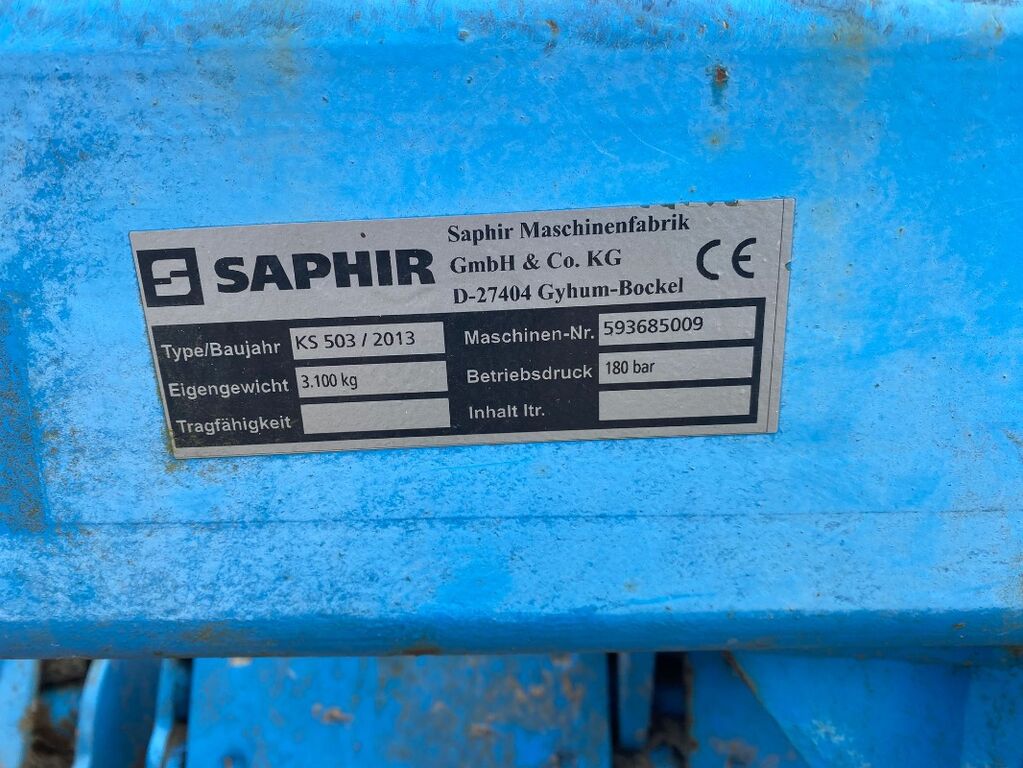 SAPHIR
Saphir Maschinenfabrik
GmbH & Co. KG
D-27404 Gyhum-Bockel
CE
Type/Baujahr KS 503 / 2013
Maschinen-Nr. 593685009
Eigengewicht 3.100 kg
Betriebsdruck 180 bar
Tragfähigkeit
Inhalt ltr.